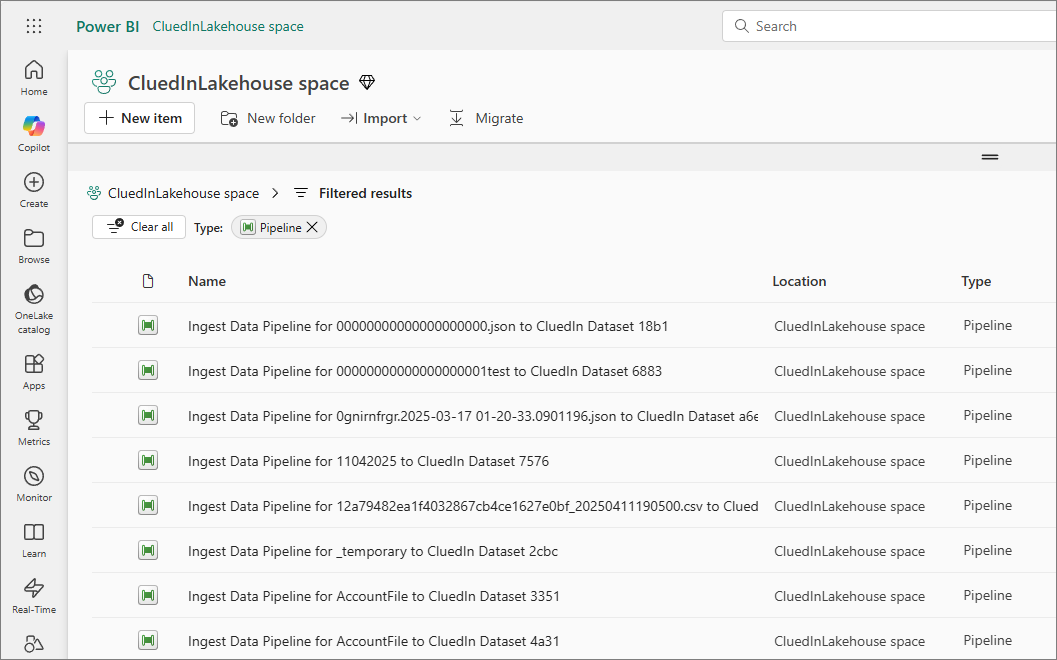 Power BI CluedInLakehouse space
Search
Home
Copilot
Create
Browse
OneLake
catalog
Apps
Metrics
Monitor
Learn
Real-Time
CluedInLakehouse space
New item New folder Import Migrate
CluedInLakehouse space Filtered results
Clear all Type: Pipeline
Name Location Type
Ingest Data Pipeline for 00000000000000000000.json to CluedIn Dataset 18b1 CluedInLakehouse space Pipeline
Ingest Data Pipeline for 00000000000000000001test to CluedIn Dataset 6883 CluedInLakehouse space Pipeline
Ingest Data Pipeline for 0gnirnfrgr.2025-03-17 01-20-33.0901196.json to CluedIn Dataset a6e CluedInLakehouse space Pipeline
Ingest Data Pipeline for 11042025 to CluedIn Dataset 7576 CluedInLakehouse space Pipeline
Ingest Data Pipeline for 12a79482ea1f4032867cb4ce1627e0bf_20250411190500.csv to Clued CluedInLakehouse space Pipeline
Ingest Data Pipeline for _temporary to CluedIn Dataset 2cbc CluedInLakehouse space Pipeline
Ingest Data Pipeline for AccountFile to CluedIn Dataset 3351 CluedInLakehouse space Pipeline
Ingest Data Pipeline for AccountFile to CluedIn Dataset 4a31 CluedInLakehouse space Pipeline